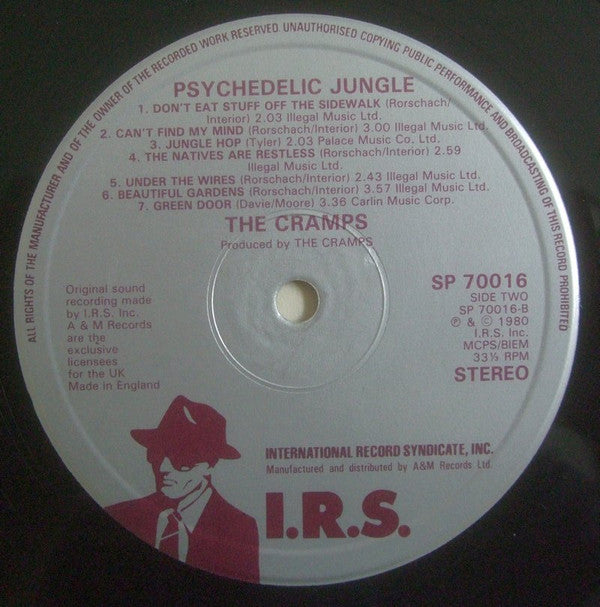 ALL RIGHTS OF THE MANUFACTURER AND OF THE OWNER OF THE RECORDED WORK RESERVED UNAUTHORISED COPYING PUBLIC PERFORMANCE AND BROADCASTING OF THIS RECORD PROHIBITED
PSYCHEDELIC JUNGLE
1. DON'T EAT STUFF OFF THE SIDEWALK (Rorschach/
Interior) 2.03 Illegal Music Ltd.
2. CAN'T FIND MY MIND (Rorschach/Interior) 3.00 Illegal Music Ltd.
3. JUNGLE HOP (Tyler) 2.03 Palace Music Co. Ltd.
4. THE NATIVES ARE RESTLESS (Rorschach/Interior) 2.59
Illegal Music Ltd.
5. UNDER THE WIRES (Rorschach/Interior) 2.43 Illegal Music Ltd.
6. BEAUTIFUL GARDENS (Rorschach/Interior) 3.57 Illegal Music Ltd.
7. GREEN DOOR (Davie/Moore) 3.36 Carlin Music Corp.
THE CRAMPS
Produced by THE CRAMPS
Original sound
recording made
by I.R.S. Inc.
A & M Records
are the
exclusive
licensees
for the UK
Made in England
SP 70016
SIDE TWO
SP 70016-B
℗ & © 1980
I.R.S. Inc.
MCPS/BIEM
33⅓ RPM
STEREO
INTERNATIONAL RECORD SYNDICATE, INC.
Manufactured and distributed by A&M Records Ltd.
I.R.S.